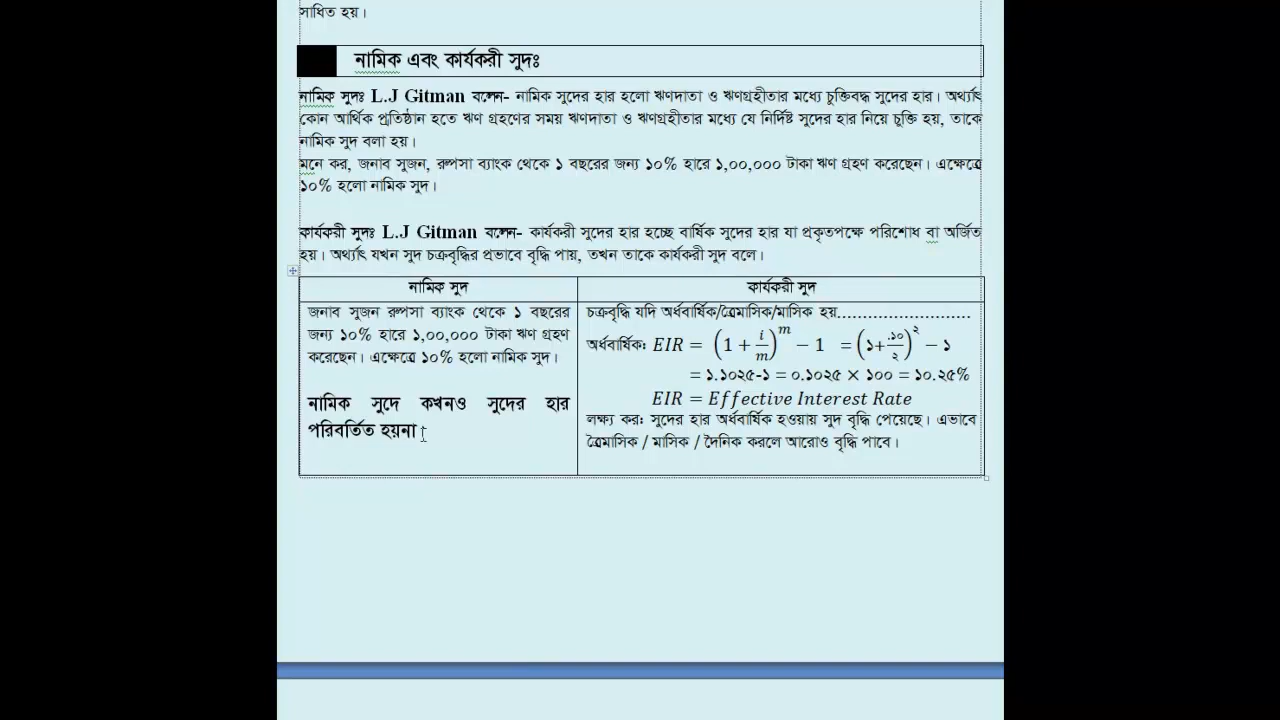 সাধিত হয়।
নামিক এবং কার্যকরী সুদঃ
নামিক সুদঃ L.J Gitman বলেন- নামিক সুদের হার হলো ঋণদাতা ও ঋণগ্রহীতার মধ্যে চুক্তিবদ্ধ সুদের হার। অর্থ্যাৎ
কোন আর্থিক প্রতিষ্ঠান হতে ঋণ গ্রহণের সময় ঋণদাতা ও ঋণগ্রহীতার মধ্যে যে নির্দিষ্ট সুদের হার নিয়ে চুক্তি হয়, তাকে
নামিক সুদ বলা হয়।
মনে কর, জনাব সুজন, রুপসা ব্যাংক থেকে ১ বছরের জন্য ১০% হারে ১,০০,০০০ টাকা ঋণ গ্রহণ করেছেন। এক্ষেত্রে
১০% হলো নামিক সুদ।
কার্যকরী সুদঃ L.J Gitman বলেন- কার্যকরী সুদের হার হচ্ছে বার্ষিক সুদের হার যা প্রকৃতপক্ষে পরিশোধ বা অর্জিত
হয়। অর্থ্যাৎ যখন সুদ চক্রবৃদ্ধির প্রভাবে বৃদ্ধি পায়, তখন তাকে কার্যকরী সুদ বলে।
নামিক সুদ
জনাব সুজন রুপসা ব্যাংক থেকে ১ বছরের
জন্য ১০% হারে ১,০০,০০০ টাকা ঋণ গ্রহণ
করেছেন। এক্ষেত্রে ১০% হলো নামিক সুদ।
নামিক সুদে কখনও সুদের হার
পরিবর্তিত হয়না
কার্যকরী সুদ
চক্রবৃদ্ধি যদি অর্ধবার্ষিক/ত্রৈমাসিক/মাসিক হয়...........................
অর্ধবার্ষিক: EIR = (1 + i/m)^m − 1 = (১+.১০/২)^২ − ১
= ১.১০২৫-১ = ০.১০২৫ × ১০০ = ১০.২৫%
EIR = Effective Interest Rate
লক্ষ্য কর: সুদের হার অর্ধবার্ষিক হওয়ায় সুদ বৃদ্ধি পেয়েছে। এভাবে
ত্রৈমাসিক / মাসিক / দৈনিক করলে আরোও বৃদ্ধি পাবে।